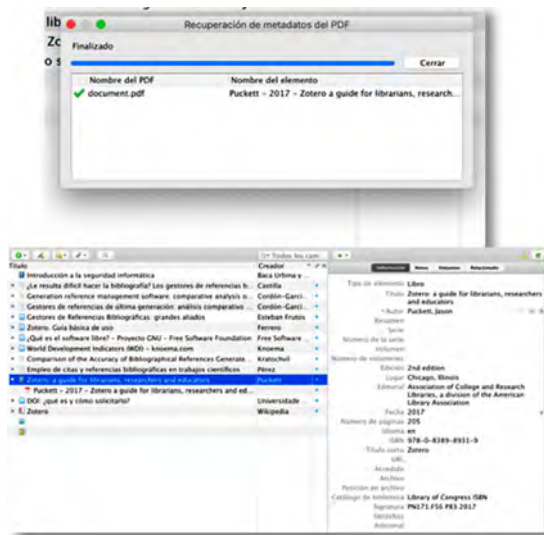 lib
Zo
o s
Recuperación de metadatos del PDF
Finalizado
Cerrar
Nombre del PDF Nombre del elemento
document.pdf Puckett - 2017 - Zotero a guide for librarians, research...
Todos los cam
Título Creador
Introducción a la seguridad informática Baca Urbina y
¿Le resulta difícil hacer la bibliografía? Los gestores de referencias b... Castilla
Generation reference management software: comparative analysis o... Cordón-Garcí...
Gestores de referencias de última generación: análisis comparativo ... Cordón-Garcí...
Gestores de Referencias Bibliográficas: grandes aliados Esteban Frutos
Zotero. Guía básica de uso Ferrero
¿Qué es el software libre? - Proyecto GNU - Free Software Foundation Free Software
World Development Indicators (WDI) - knoema.com Knoema
Comparison of the Accuracy of Bibliographical References Generate... Kratochvíl
Empleo de citas y referencias bibliográficas en trabajos científicos Pérez
Zotero: a guide for librarians, researchers and educators Puckett
Puckett - 2017 - Zotero a guide for librarians, researchers and ed...
DOI: ¿qué es y cómo solicitarlo? Universidade
Zotero Wikipedia
Información Notas Etiquetas Relacionado
Tipo de elemento Libro
Título Zotero: a guide for librarians, researchers
and educators
Autor Puckett, Jason
Resumen
Serie
Número de la serie
Volumen
Número de volúmenes
Edición 2nd edition
Lugar Chicago, Illinois
Editorial Association of College and Research
Libraries, a division of the American
Library Association
Fecha 2017
Número de páginas 205
Idioma en
ISBN 978-0-8389-8931-9
Título corto Zotero
URL
Accedido
Archivo
Posición en archivo
Catálogo de biblioteca Library of Congress ISBN
Signatura PN171.F56 P83 2017
Derechos
Adicional